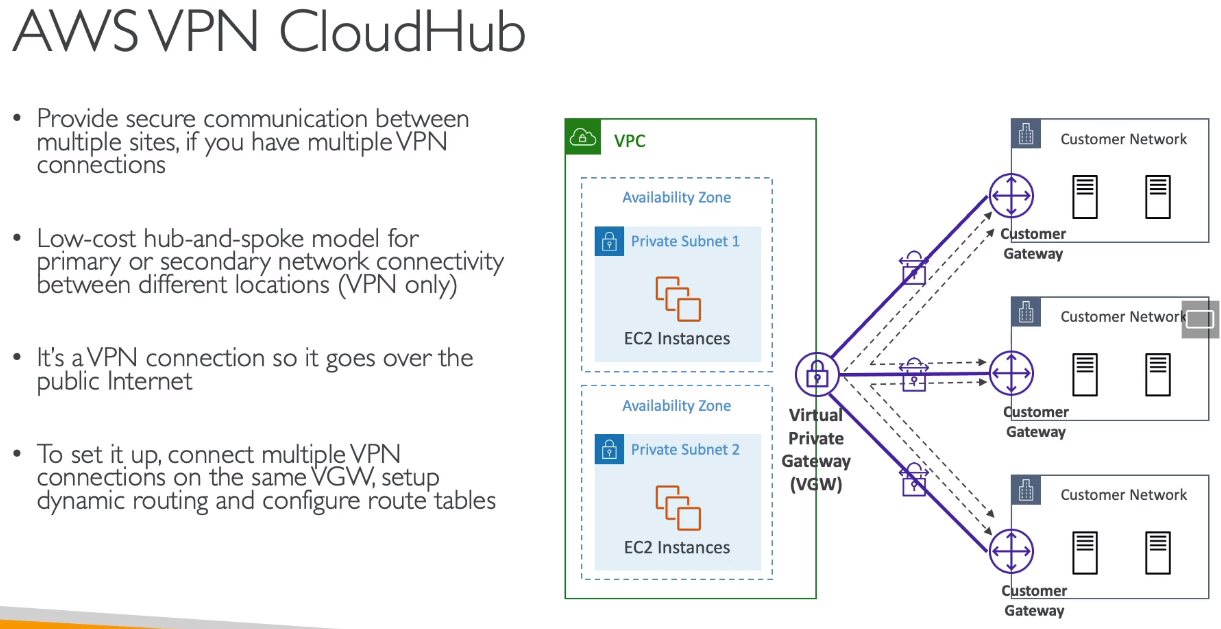 AWS VPN CloudHub
• Provide secure communication between
multiple sites, if you have multiple VPN
connections
• Low-cost hub-and-spoke model for
primary or secondary network connectivity
between different locations (VPN only)
• It's a VPN connection so it goes over the
public Internet
• To set it up, connect multiple VPN
connections on the same VGW, setup
dynamic routing and configure route tables
VPC
Availability Zone
Private Subnet 1
EC2 Instances
Availability Zone
Private Subnet 2
EC2 Instances
Virtual
Private
Gateway
(VGW)
Customer Network
Customer
Gateway
Customer Network
Customer
Gateway
Customer Network
Customer
Gateway